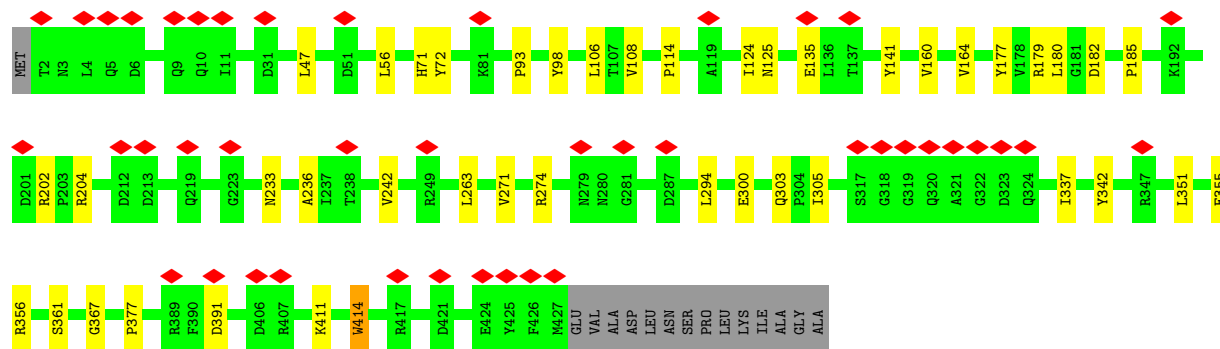 MET T2 N3 L4 Q5 D6 Q9 Q10 I11 D31 L47 D51 L56 H71 Y72 K81 P93 Y98 L106 T107 V108 P114 A119 I124 N125 E135 L136 T137 Y141 V160 V164 Y177 V178 R179 L180 G181 D182 P185 K192
D201 R202 P203 R204 D212 D213 Q219 G223 N233 A236 I237 T238 V242 R249 L263 V271 R274 N279 N280 G281 D287 L294 E300 Q303 P304 I305 S317 G318 G319 Q320 A321 G322 D323 Q324 I337 Y342 R347 L351
R356 S361 G367 P377 R389 F390 D391 D406 R407 K411 W414 R417 D421 E424 Y425 F426 M427 GLU VAL ALA ASP LEU ASN SER PRO LEU LYS ILE ALA GLY ALA